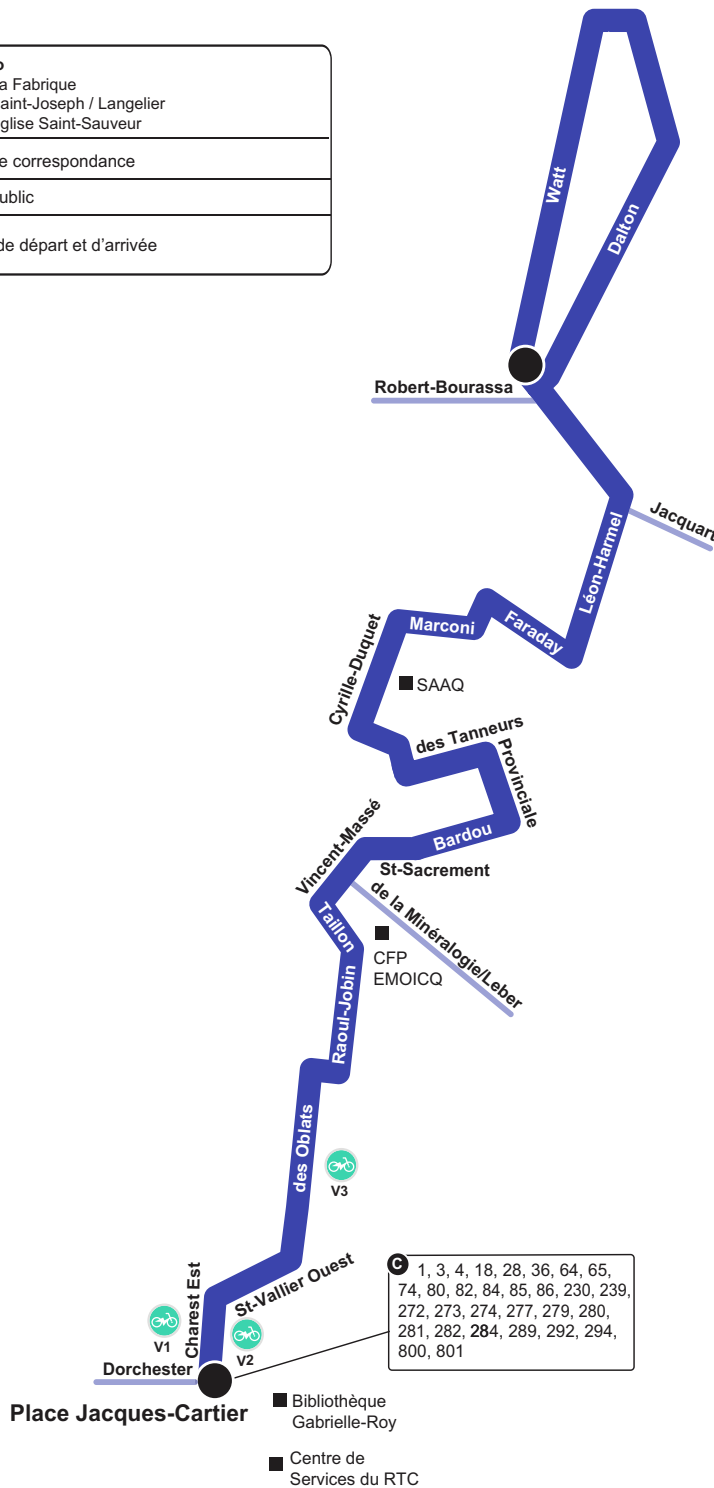 a Fabrique
aint-Joseph / Langelier
glise Saint-Sauveur
e correspondance
ublic
de départ et d'arrivée
Watt
Dalton
Robert-Bourassa
Jacquart
Léon-Harmel
Faraday
Marconi
Cyrille-Duquet
SAAQ
des Tanneurs
Provinciale
Bardou
St-Sacrement
Vincent-Massé
Taillon
de la Minéralogie/Leber
CFP
EMOICQ
Raoul-Jobin
des Oblats
V3
St-Vallier Ouest
Charest Est
V1
V2
C 1, 3, 4, 18, 28, 36, 64, 65,
74, 80, 82, 84, 85, 86, 230, 239,
272, 273, 274, 277, 279, 280,
281, 282, 284, 289, 292, 294,
800, 801
Dorchester
Place Jacques-Cartier
Bibliothèque
Gabrielle-Roy
Centre de
Services du RTC